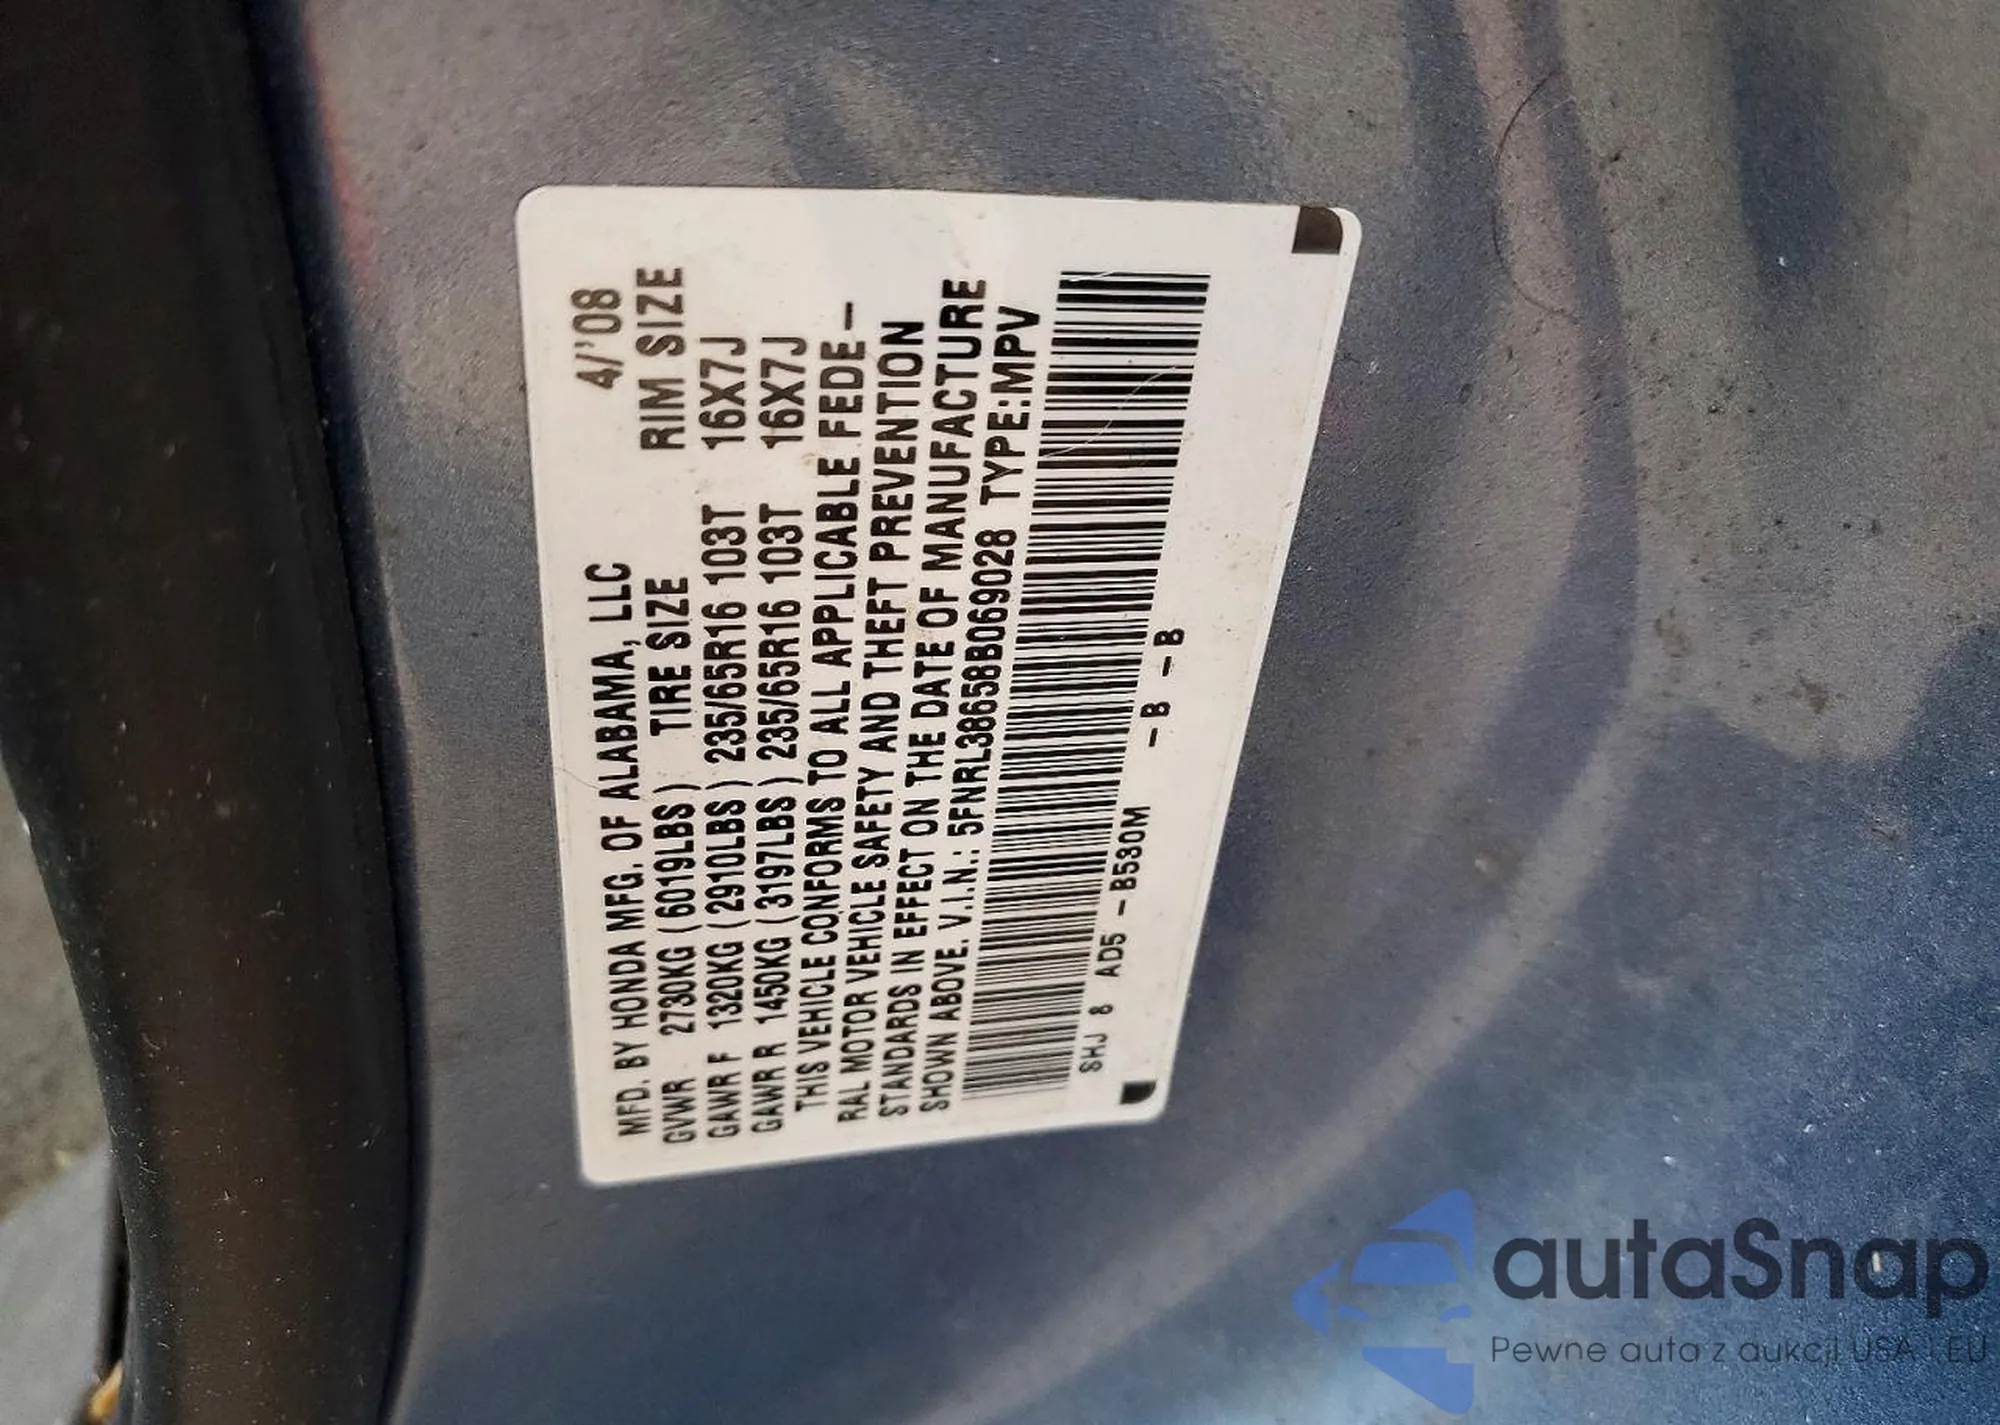 4/'08
MFD. BY HONDA MFG. OF ALABAMA, LLC
GVWR 2730KG (6019LBS) TIRE SIZE RIM SIZE
GAWR F 1320KG (2910LBS) 235/65R16 103T 16X7J
GAWR R 1450KG (3197LBS) 235/65R16 103T 16X7J
THIS VEHICLE CONFORMS TO ALL APPLICABLE FEDE-
RAL MOTOR VEHICLE SAFETY AND THEFT PREVENTION
STANDARDS IN EFFECT ON THE DATE OF MANUFACTURE
SHOWN ABOVE. V.I.N.: 5FNRL38658B069028 TYPE:MPV
SHJ 8 AD5 -B530M -B -B
autaSnap
Pewne auta z aukcji USA i EU